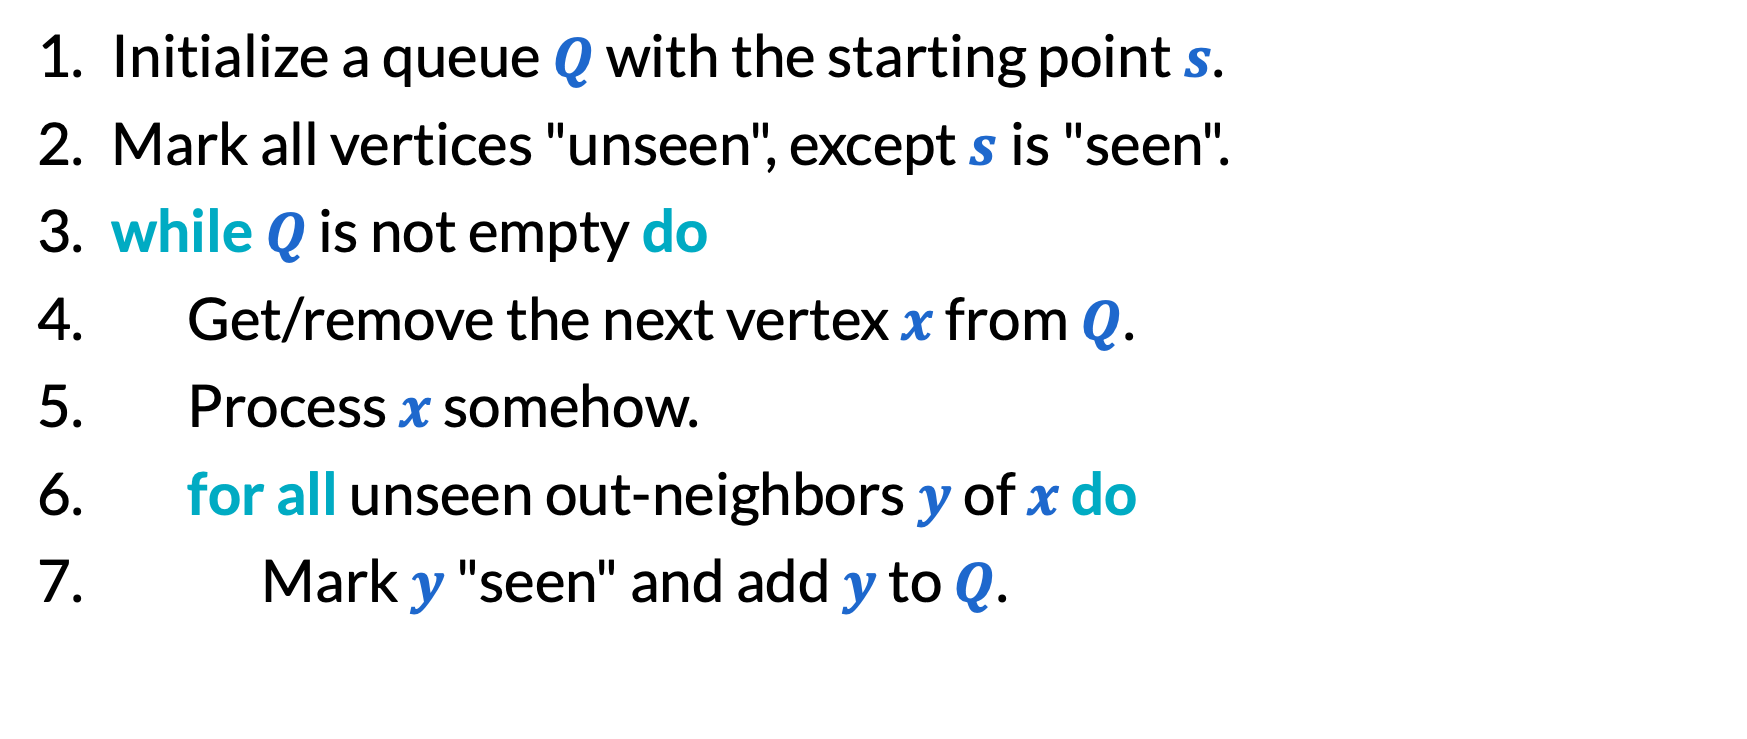 1. Initialize a queue Q with the starting point s.
2. Mark all vertices "unseen", except s is "seen".
3. while Q is not empty do
4. Get/remove the next vertex x from Q.
5. Process x somehow.
6. for all unseen out-neighbors y of x do
7. Mark y "seen" and add y to Q.